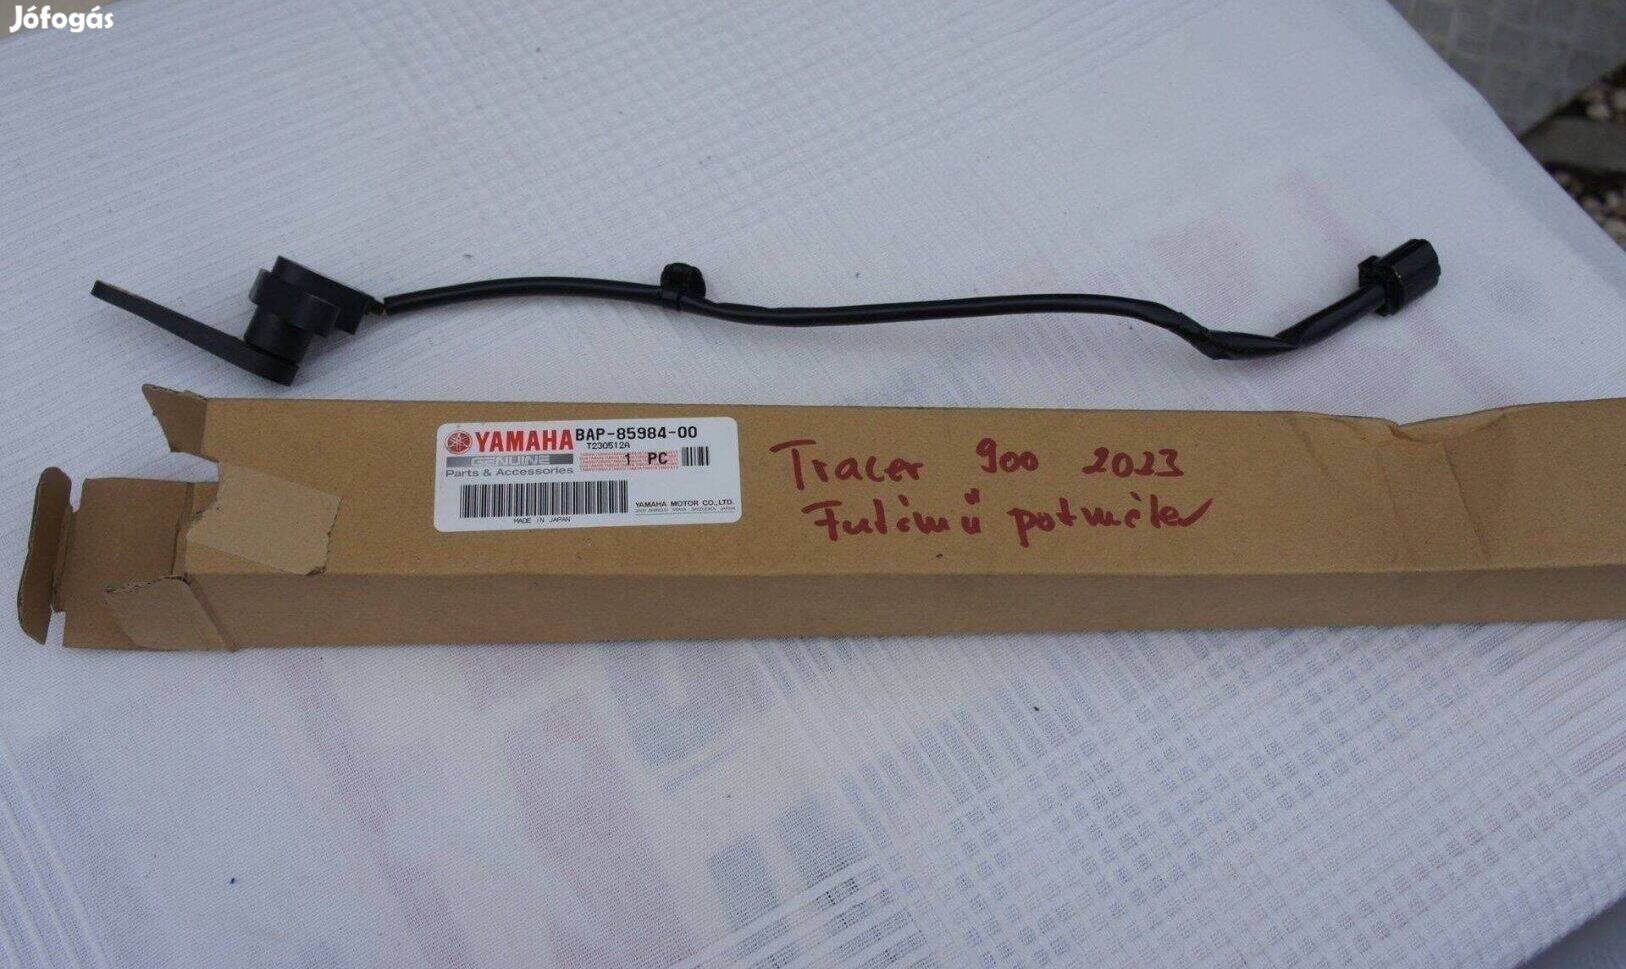 Jófogás
YAMAHA BAP-85984-00
T230512A
GENUINE
1 PC
Parts & Accessories
YAMAHA MOTOR CO., LTD.
MADE IN JAPAN
Tracer 900 2023
Futómű potméter